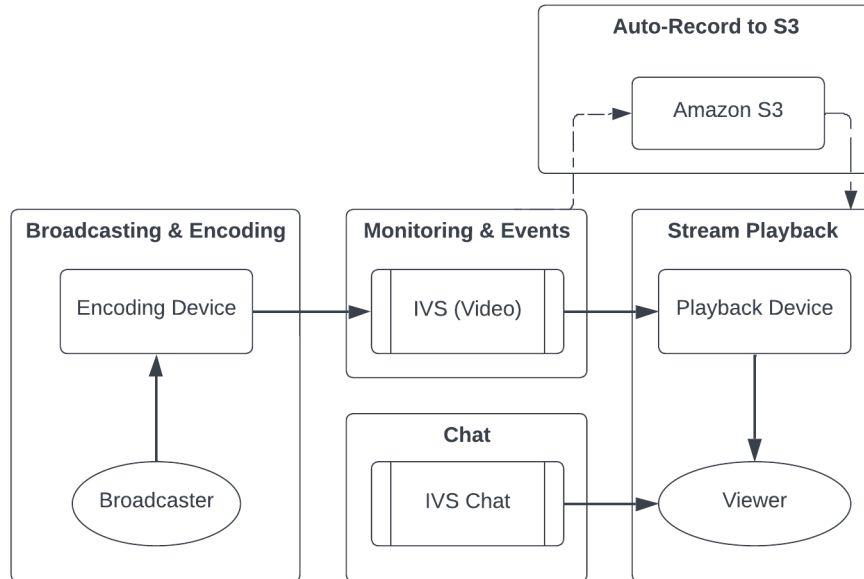 Auto-Record to S3
Amazon S3
Broadcasting & Encoding
Monitoring & Events
Stream Playback
Encoding Device
IVS (Video)
Playback Device
Chat
Broadcaster
IVS Chat
Viewer